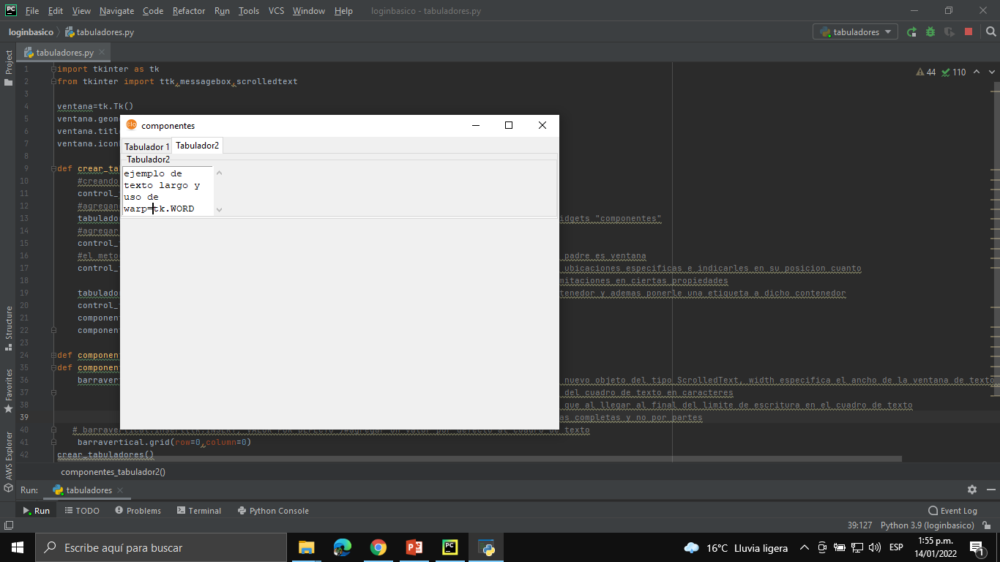 File Edit View Navigate Code Refactor Run Tools VCS Window Help loginbasico - tabuladores.py
loginbasico tabuladores.py tabuladores
tabuladores.py
Project
44 110
1 import tkinter as tk
2 from tkinter import ttk,messagebox,scrolledtext
3
4 ventana=tk.Tk()
5 ventana.geom
6 ventana.titl
7 ventana.icon
8
9 def crear_ta
10 #creando
11 control_
12 #agregan
13 tabulado idgets "componentes"
14 #agregar
15 control_
16 #el meto padre es ventana
17 control_ ubicaciones especificas e indicarles en su posicion cuanto
18 mitaciones en ciertas propiedades
19 tabulado tenedor y ademas ponerle una etiqueta a dicho contenedor
20 control_
21 componen
22 componen
23
24 def componen
35 def componen
36 barraver nuevo objeto del tipo ScrolledText, width especifica el ancho de la ventana de texto
37 del cuadro de texto en caracteres
38 que al llegar al final del limite de escritura en el cuadro de texto
39 as completas y no por partes
40 # barravertical.insert(tk.INSERT, por defecto al cuadro de texto
41 barravertical.grid(row=0,column=0)
42 crear_tabuladores()
componentes
Tabulador 1 Tabulador2
Tabulador2
ejemplo de
texto largo y
uso de
warp=tk.WORD
Structure
Favorites
AWS Explorer
componentes_tabulador2()
Run: tabuladores
Run TODO Problems Terminal Python Console Event Log
39:127 Python 3.9 (loginbasico)
Escribe aquí para buscar
16°C Lluvia ligera ESP
1:55 p.m.
14/01/2022
1